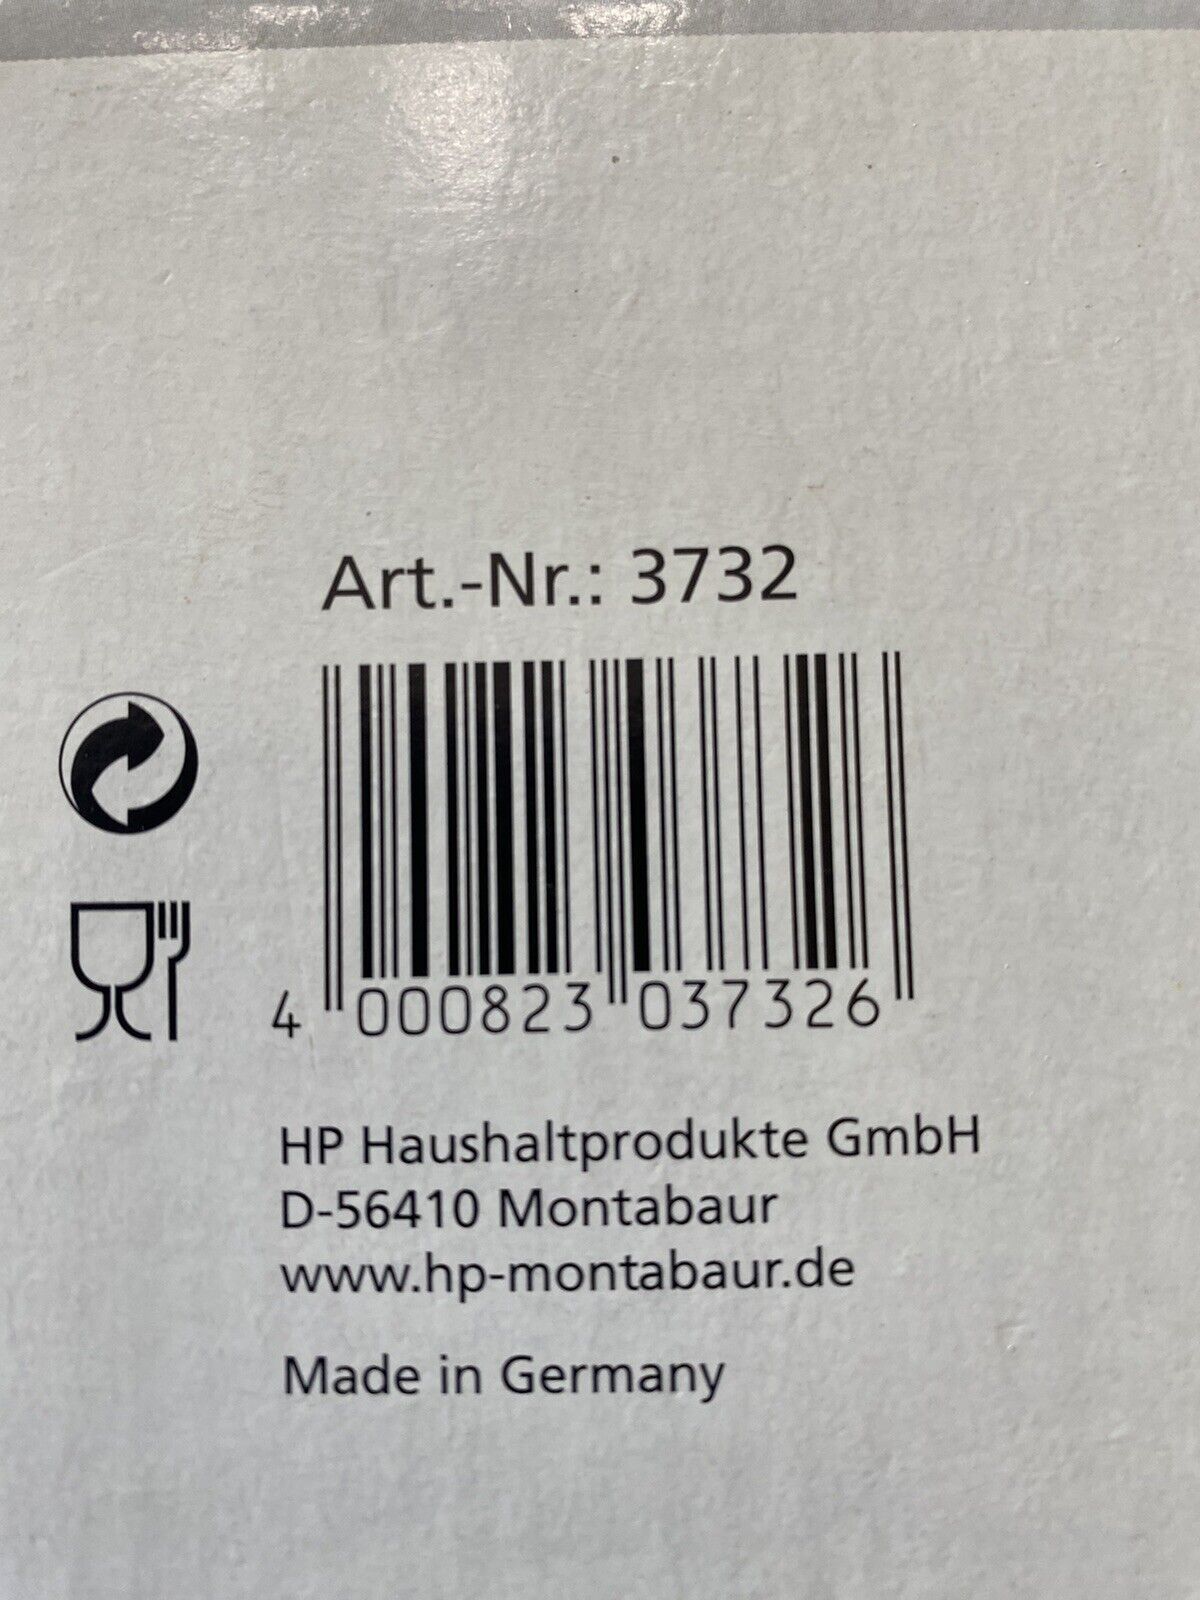 Art.-Nr.: 3732
4 000823 037326
HP Haushaltprodukte GmbH
D-56410 Montabaur
www.hp-montabaur.de
Made in Germany